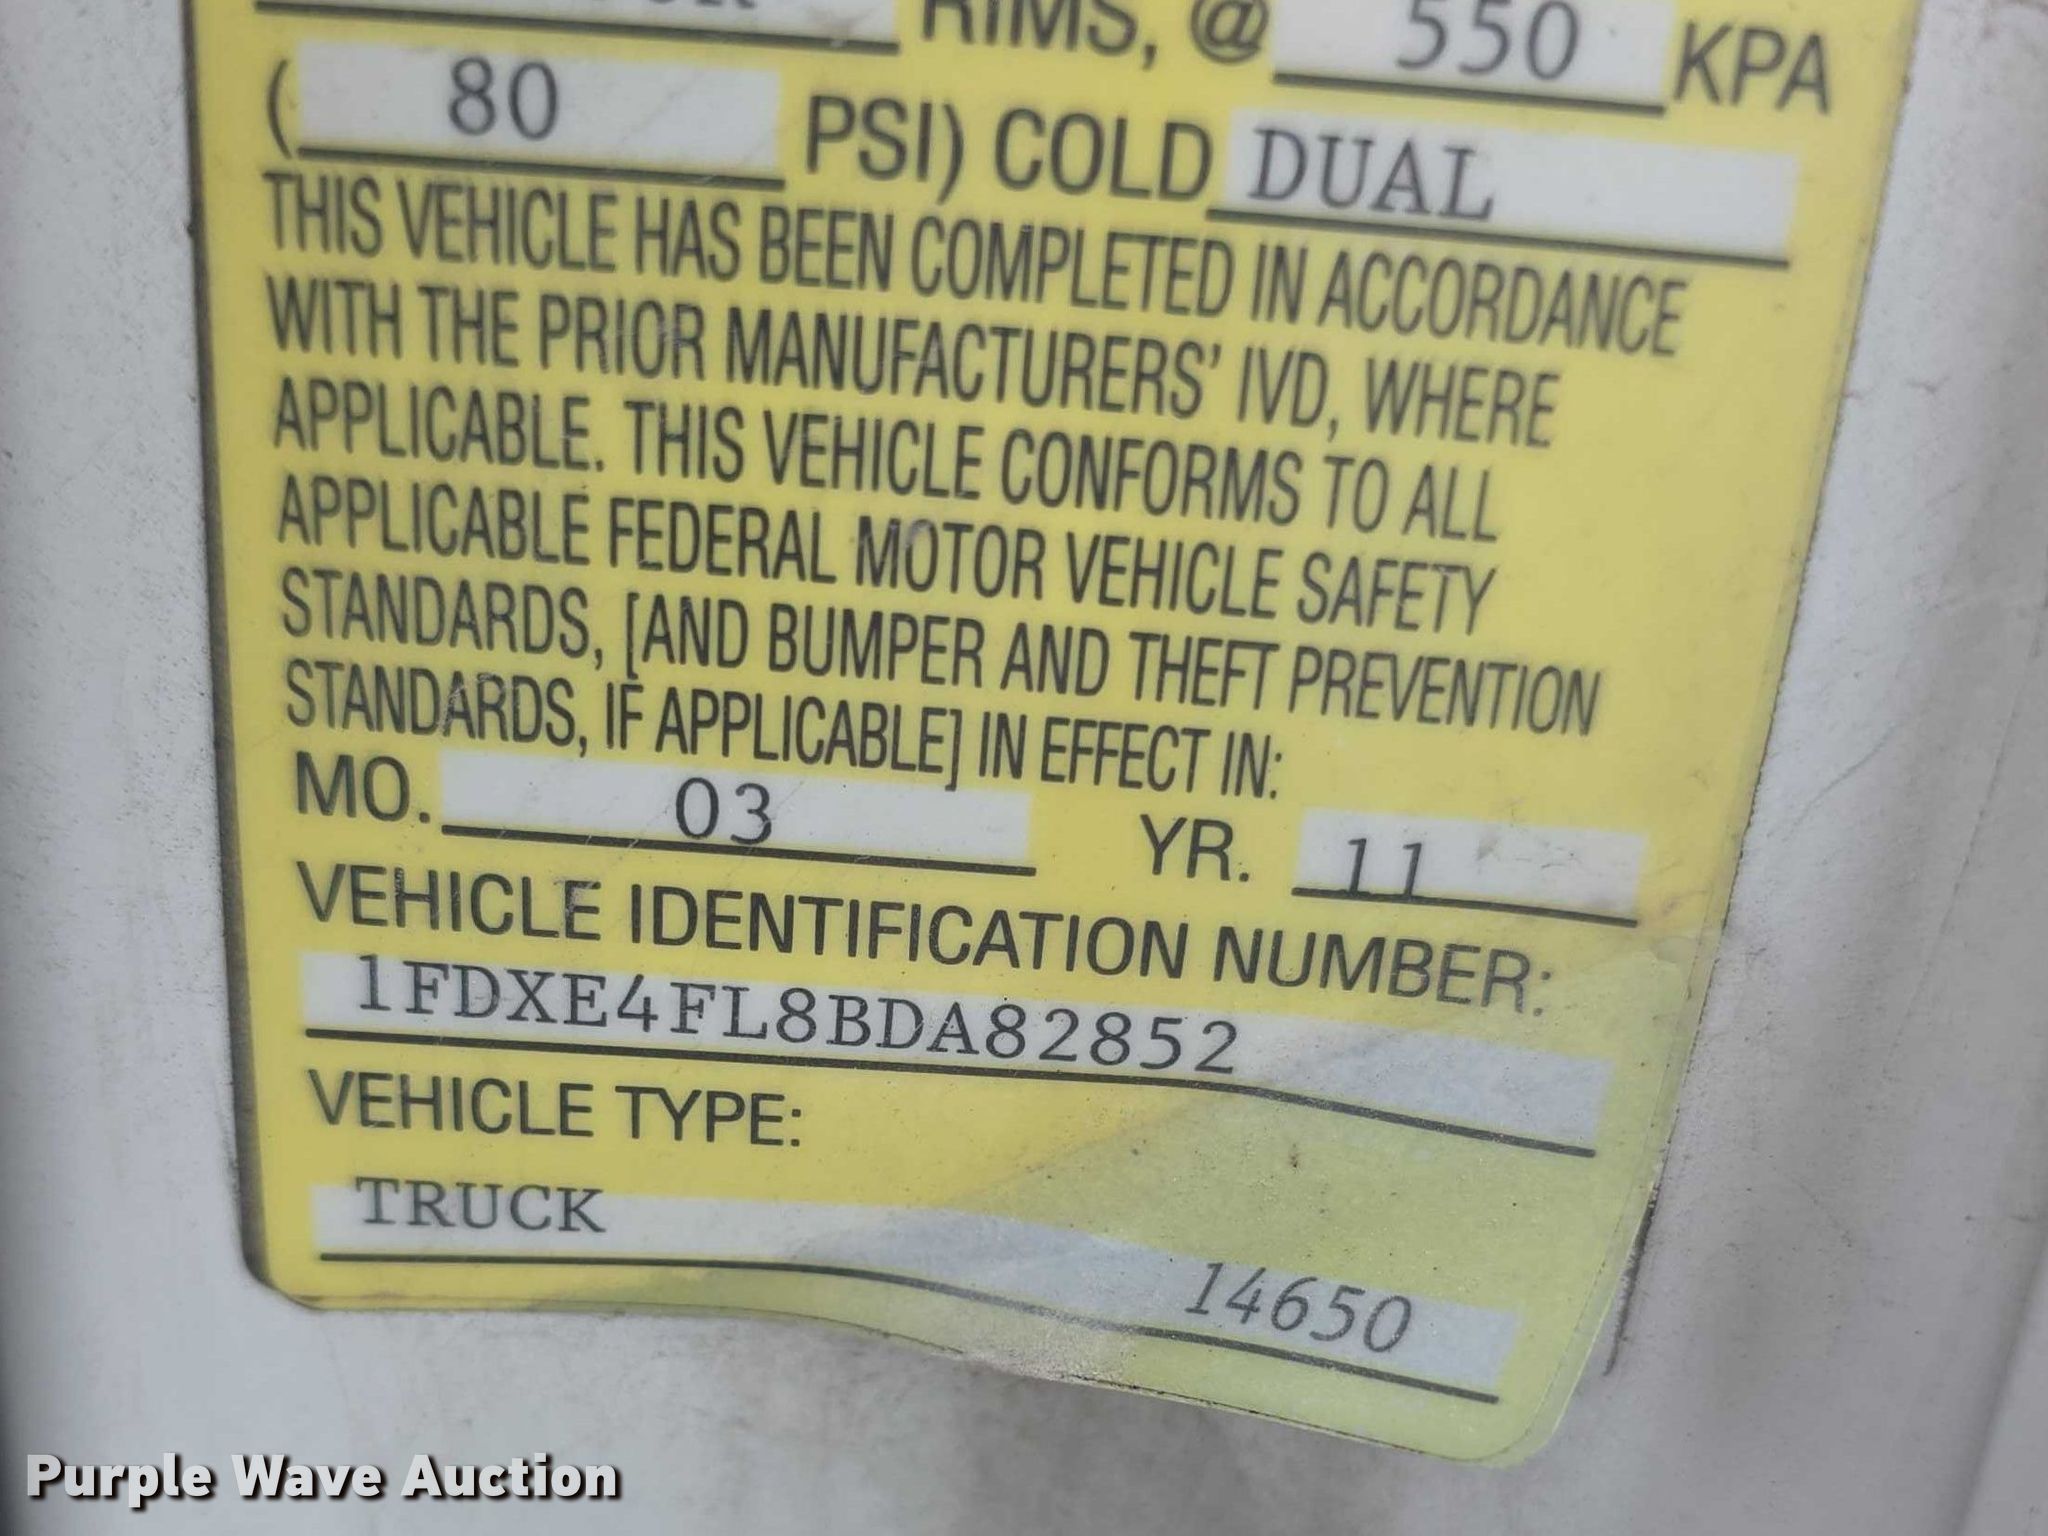 RIMS, @ 550 KPA
( 80 PSI) COLD DUAL
THIS VEHICLE HAS BEEN COMPLETED IN ACCORDANCE
WITH THE PRIOR MANUFACTURERS' IVD, WHERE
APPLICABLE. THIS VEHICLE CONFORMS TO ALL
APPLICABLE FEDERAL MOTOR VEHICLE SAFETY
STANDARDS, [AND BUMPER AND THEFT PREVENTION
STANDARDS, IF APPLICABLE] IN EFFECT IN:
MO. 03 YR. 11
VEHICLE IDENTIFICATION NUMBER:
1FDXE4FL8BDA82852
VEHICLE TYPE:
TRUCK 14650
Purple Wave Auction